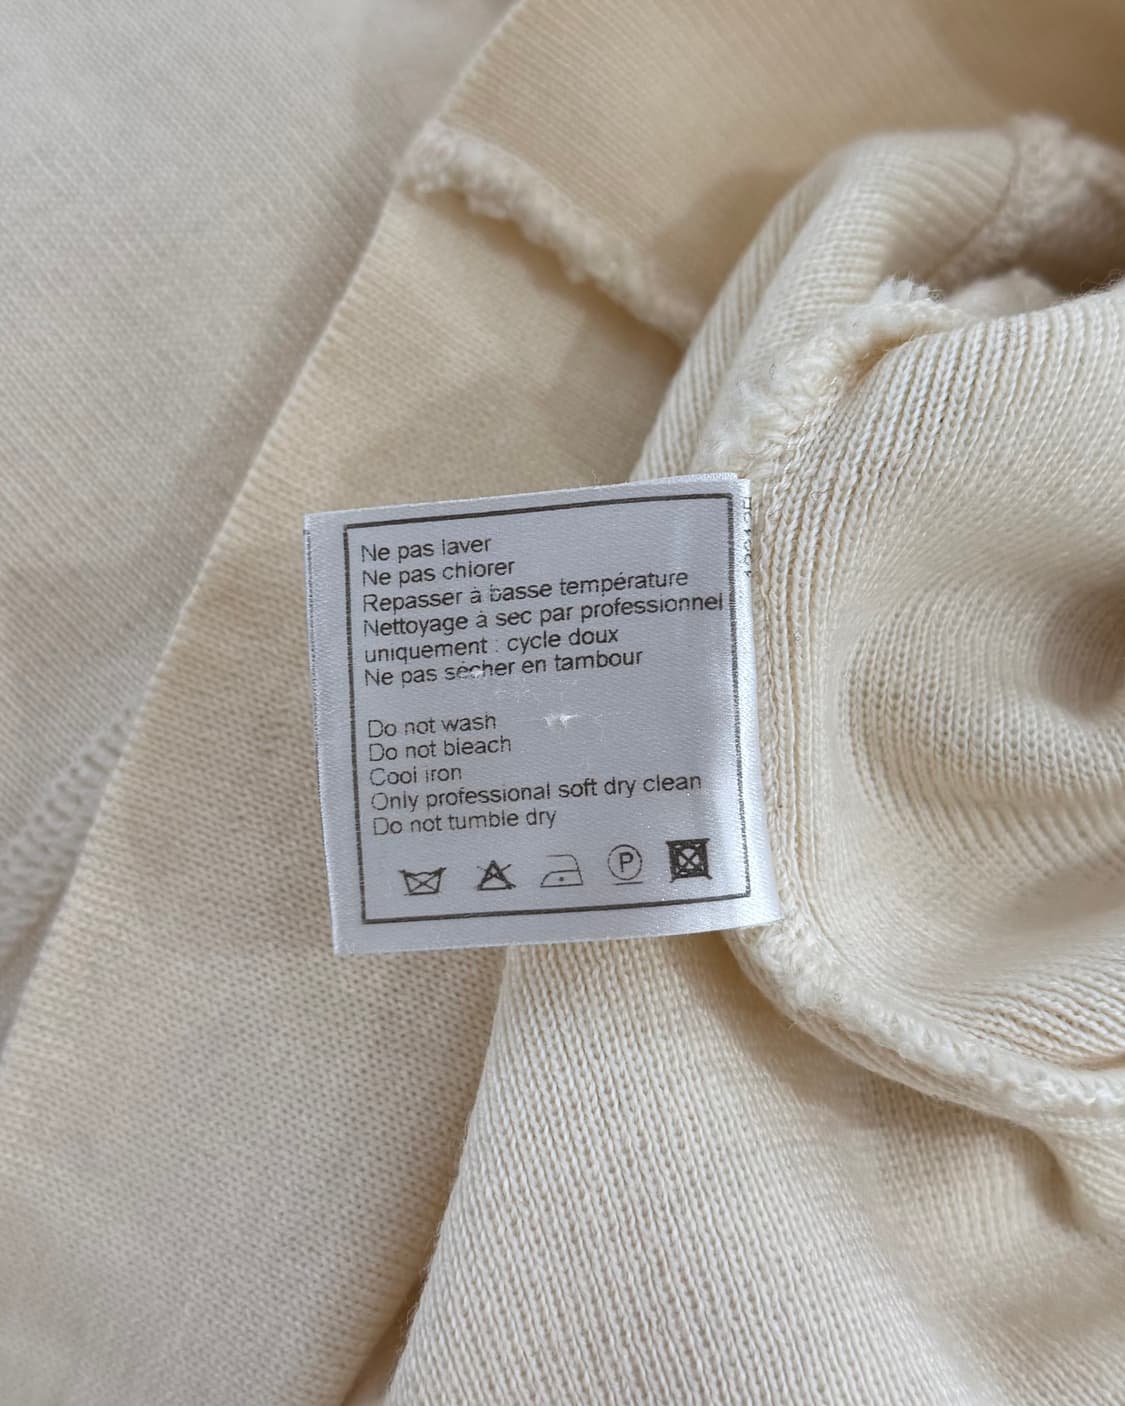 Ne pas laver
Ne pas chlorer
Repasser à basse température
Nettoyage à sec par professionnel
uniquement : cycle doux
Ne pas sécher en tambour
Do not wash
Do not bleach
Cool iron
Only professional soft dry clean
Do not tumble dry
P